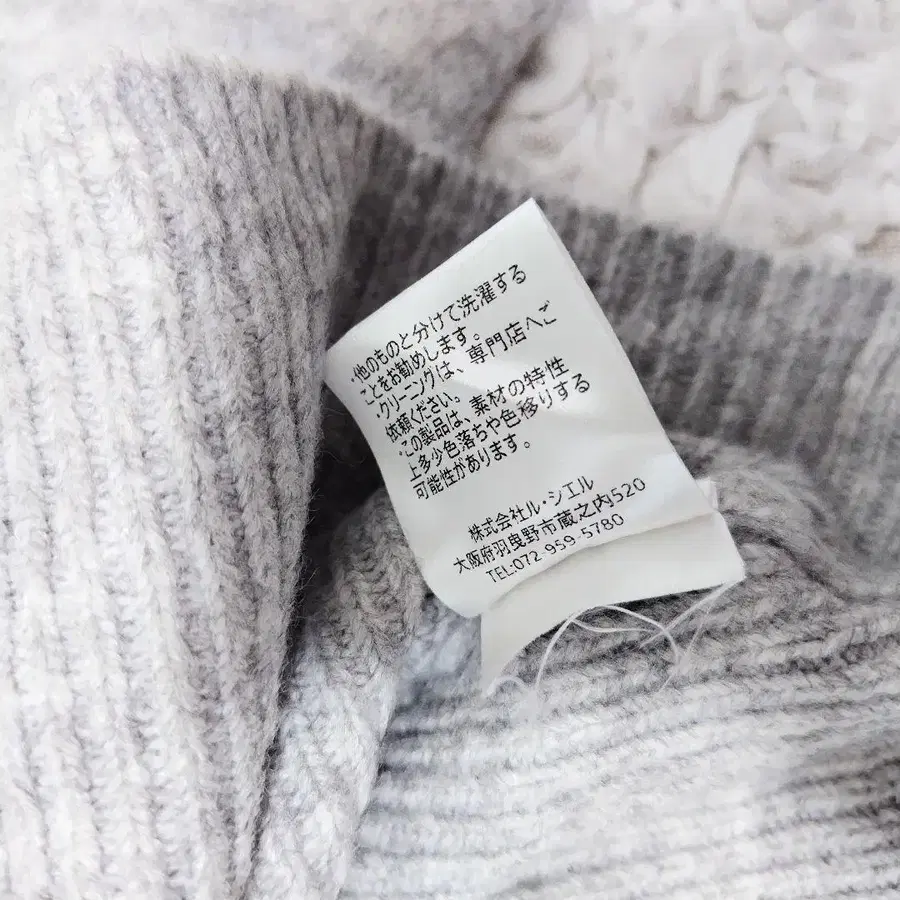 ・他のものと分けて洗濯する
ことをお勧めします。
・クリーニングは、専門店へご
依頼ください。
・この製品は、素材の特性
上多少色落ちや色移りする
可能性があります。
株式会社ル・シエル
大阪府羽曳野市蔵之内520
TEL:072-959-5780